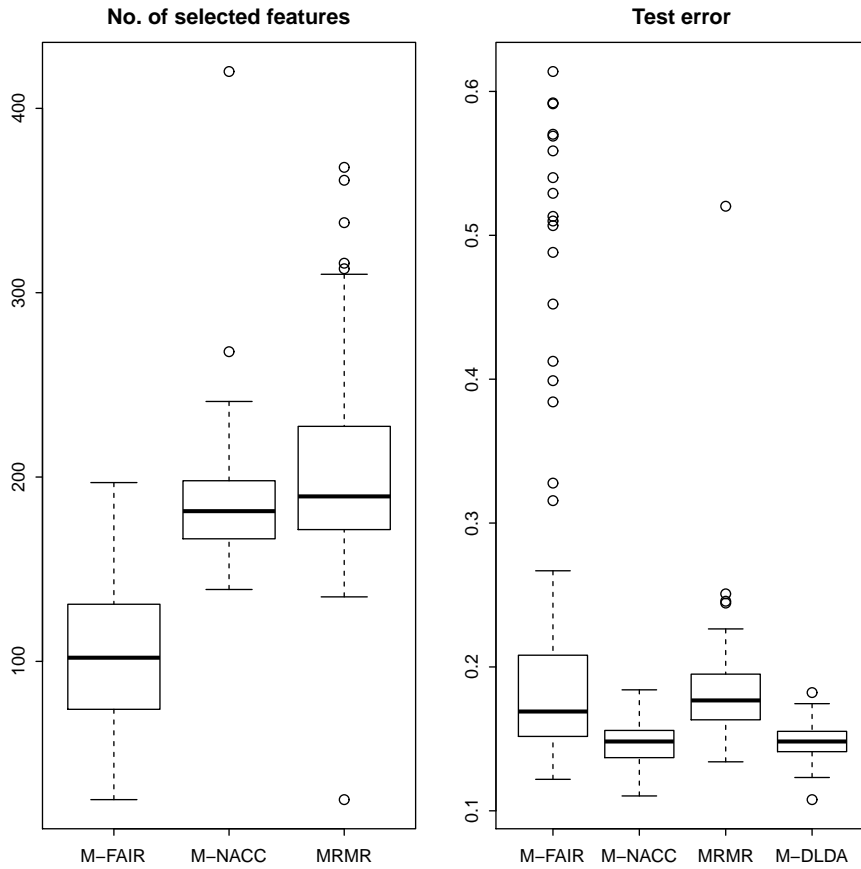 No. of selected features
400
300
200
100
M−FAIR
M−NACC
MRMR
Test error
0.6
0.5
0.4
0.3
0.2
0.1
M−FAIR
M−NACC
MRMR
M−DLDA